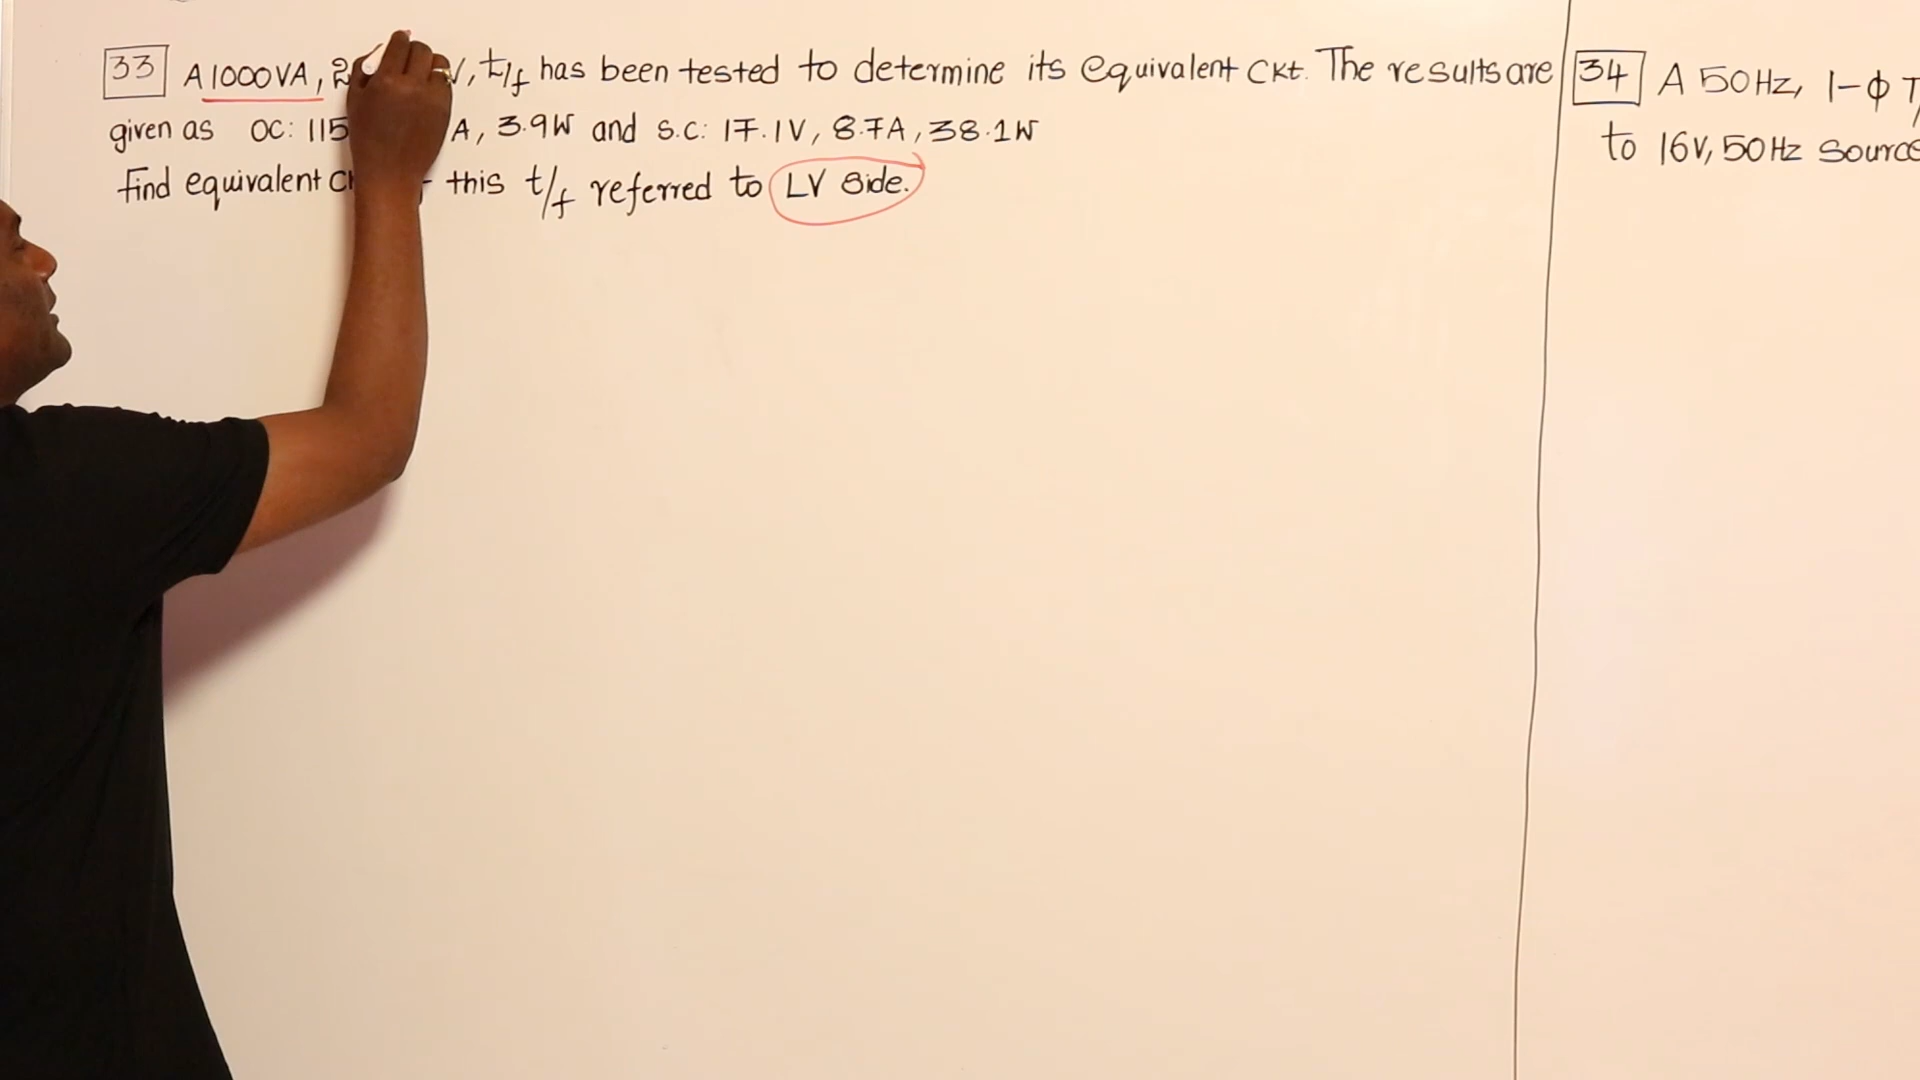 33 A 1000VA, t/f has been tested to determine its equivalent ckt. The results are
given as OC: 115 A, 3.9W and s.c: 17.1V, 8.7A, 38.1W
Find equivalent this t/f referred to LV side.
34 A 50Hz, 1-ϕ
to 16V, 50Hz